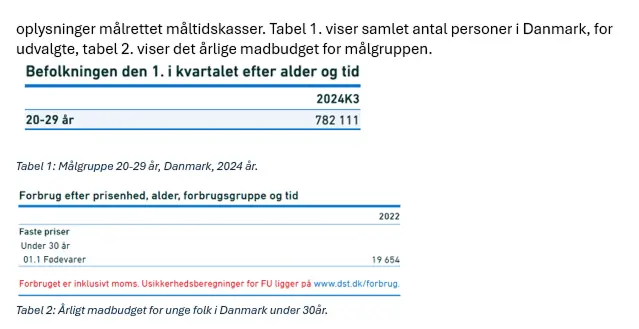 oplysninger målrettet måltidskasser. Tabel 1. viser samlet antal personer i Danmark, for
udvalgte, tabel 2. viser det årlige madbudget for målgruppen.
Befolkningen den 1. i kvartalet efter alder og tid
2024K3
20-29 år 782 111
Tabel 1: Målgruppe 20-29 år, Danmark, 2024 år.
Forbrug efter prisenhed, alder, forbrugsgruppe og tid
2022
Faste priser
Under 30 år
01.1 Fødevarer 19 654
Forbruget er inklusivt moms. Usikkerhedsberegninger for FU ligger på www.dst.dk/forbrug.
Tabel 2: Årligt madbudget for unge folk i Danmark under 30år.